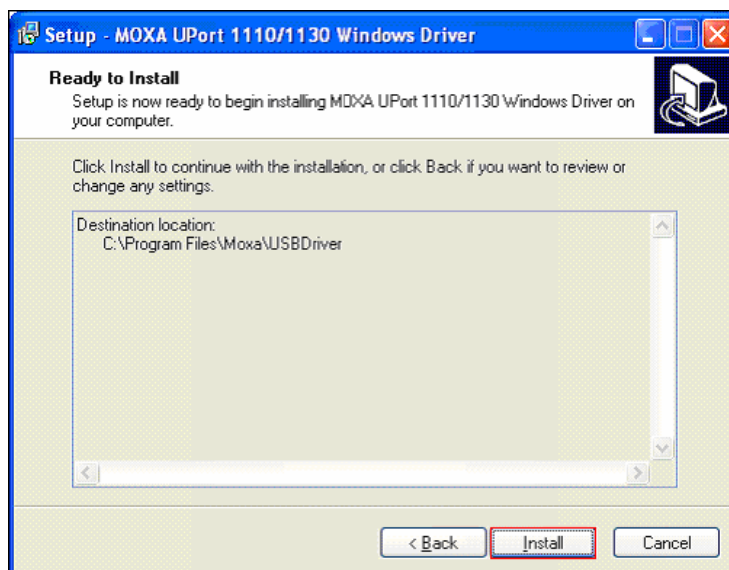 Setup - MOXA UPort 1110/1130 Windows Driver
Ready to Install
Setup is now ready to begin installing MOXA UPort 1110/1130 Windows Driver on
your computer.
Click Install to continue with the installation, or click Back if you want to review or
change any settings.
Destination location:
C:\Program Files\Moxa\USBDriver
< Back
Install
Cancel